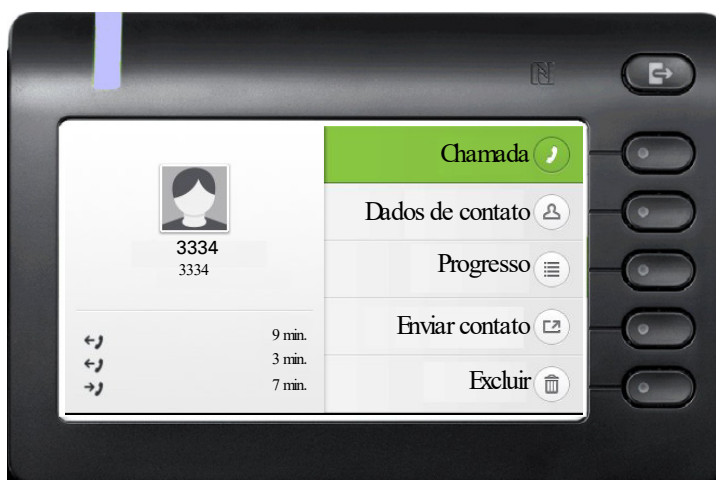 3334
3334
9 min.
3 min.
7 min.
Chamada
Dados de contato
Progresso
Enviar contato
Excluir